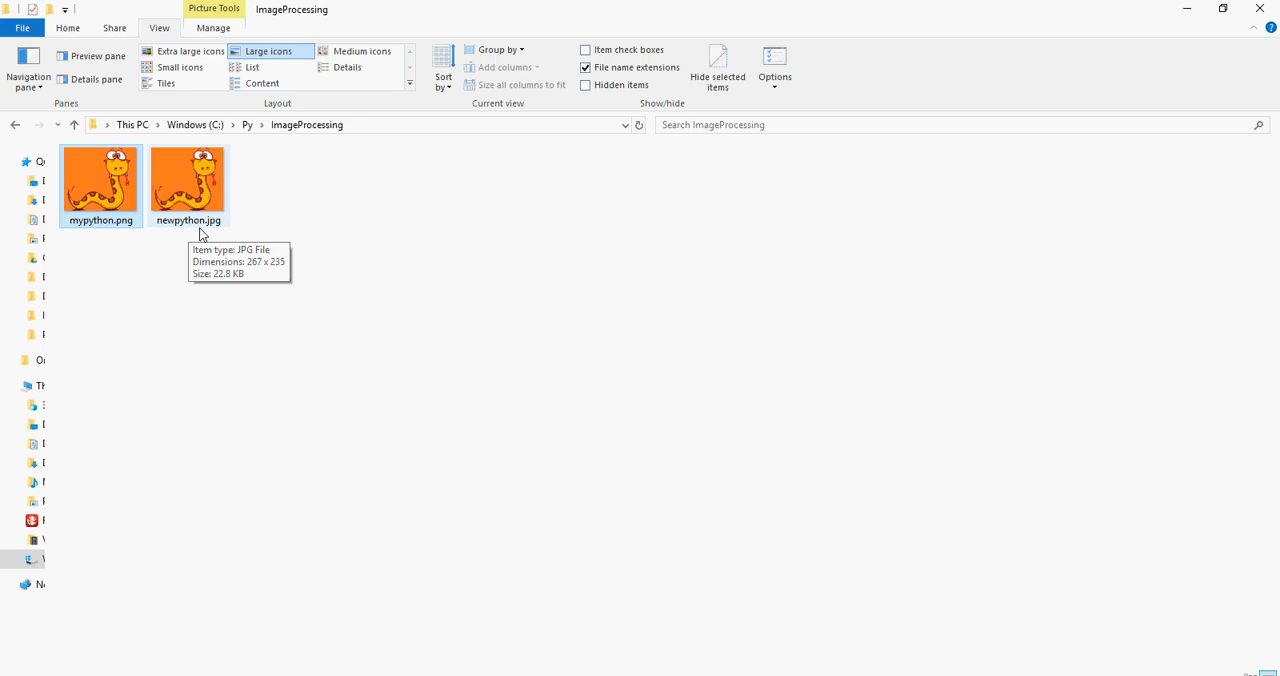 Picture Tools ImageProcessing
File Home Share View Manage
Navigation pane
Preview pane
Details pane
Panes
Extra large icons Large icons Medium icons
Small icons List Details
Tiles Content
Layout
Sort by
Group by
Add columns
Size all columns to fit
Current view
Item check boxes
File name extensions
Hidden items
Hide selected items
Show/hide
Options
This PC > Windows (C:) > Py > ImageProcessing
Search ImageProcessing
mypython.png newpython.jpg
Item type: JPG File
Dimensions: 267 x 235
Size: 22.8 KB